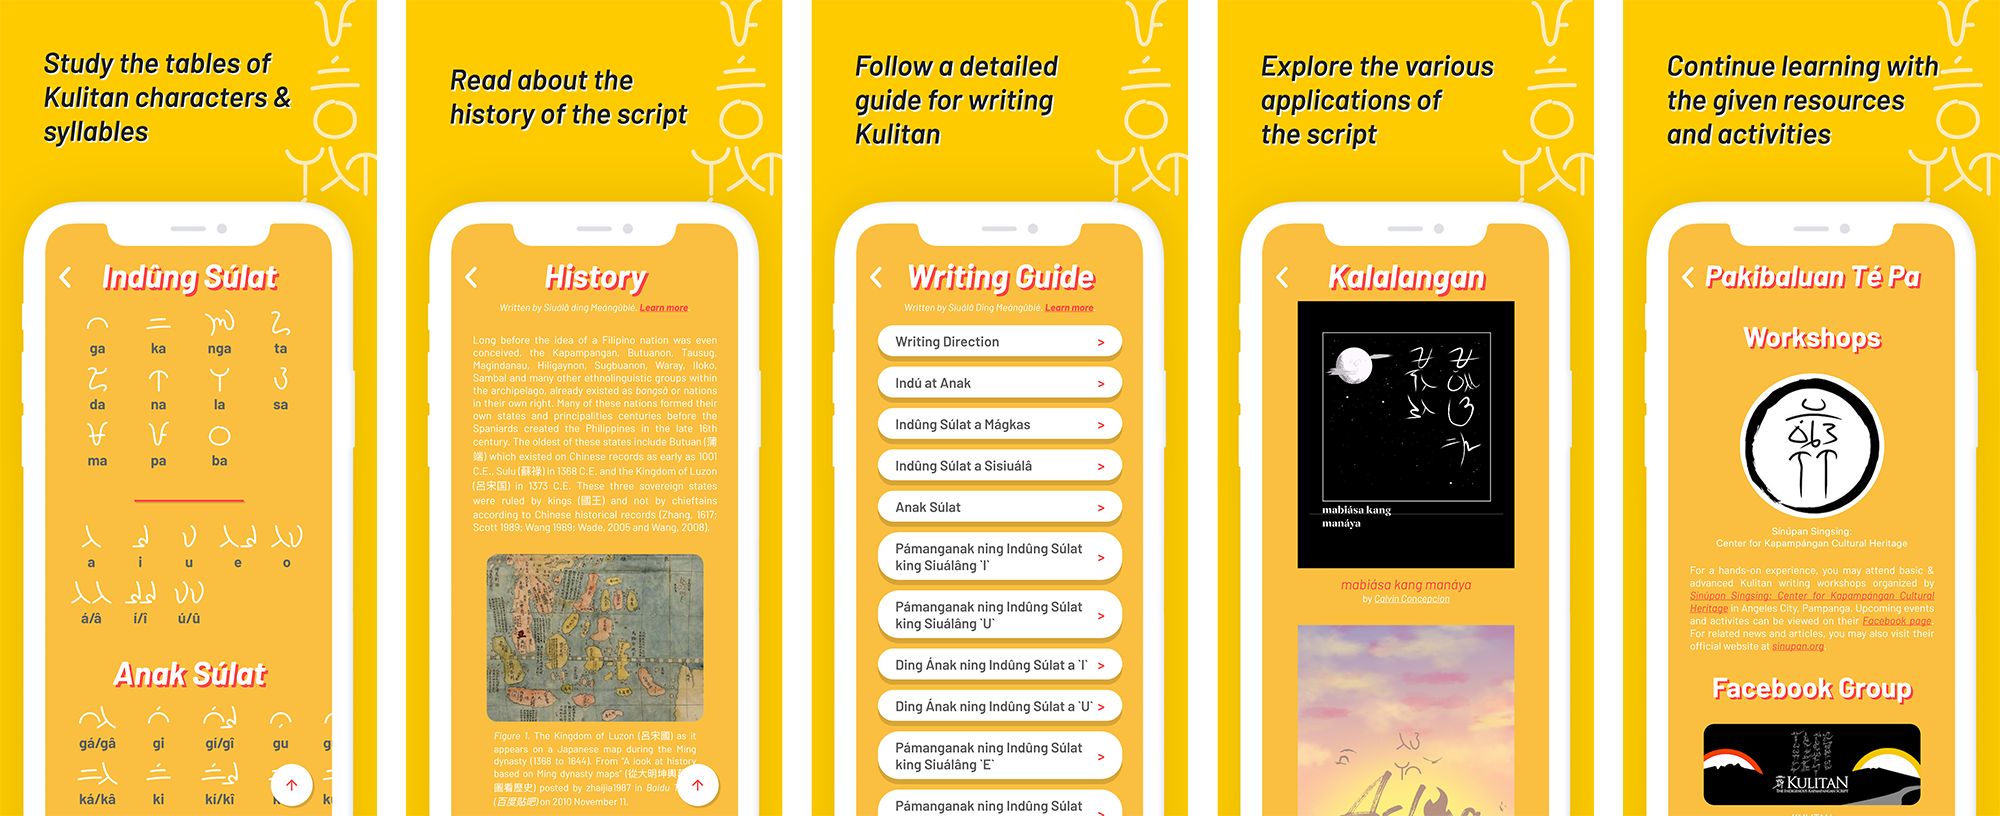 Study the tables of
Kulitan characters &
syllables
Indûng Súlat
ga ka nga ta
da na la sa
ma pa ba
a i u e o
á/â í/î ú/û
Anak Súlat
gá/gâ gi gí/gî gu
ká/kâ ki kí/kî
Read about the
history of the script
History
Written by Siuálâ ding Meángûbié. Learn more.
Long before the idea of a Filipino nation was even
conceived, the Kapampangan, Butuanon, Tausug,
Magindanau, Hiligaynon, Sugbuanon, Waray, Iloko,
Sambal and many other ethnolinguistic groups within
the archipelago, already existed as bangsâ or nations
in their own right. Many of these nations formed their
own states and principalities centuries before the
Spaniards created the Philippines in the late 16th
century. The oldest of these states include Butuan (蒲
端) which existed on Chinese records as early as 1001
C.E., Sulu (蘇祿) in 1368 C.E. and the Kingdom of Luzon
(呂宋国) in 1373 C.E. These three sovereign states
were ruled by kings (國王) and not by chieftains
according to Chinese historical records (Zhang, 1617;
Scott 1989; Wang 1989; Wade, 2005 and Wang, 2008).
Figure 1. The Kingdom of Luzon (呂宋國) as it
appears on a Japanese map during the Ming
dynasty (1368 to 1644). From “A look at history
based on Ming dynasty maps” (從大明坤輿
圖看歷史) posted by zhaijia1987 in Baidu
(百度貼吧) on 2010 November 11.
Follow a detailed
guide for writing
Kulitan
Writing Guide
Written by Siuálâ Ding Meángûbié. Learn more.
Writing Direction >
Indú at Anak >
Indûng Súlat a Mágkas >
Indûng Súlat a Sisiuálâ >
Anak Súlat >
Pámanganak ning Indûng Súlat
king Siuálâng `I` >
Pámanganak ning Indûng Súlat
king Siuálâng `U` >
Ding Ának ning Indûng Súlat a `I` >
Ding Ának ning Indûng Súlat a `U` >
Pámanganak ning Indûng Súlat
king Siuálâng `E` >
Pámanganak ning Indûng Súlat
Explore the various
applications of
the script
Kalalangan
mabiása kang
manáya
mabiása kang manáya
by Calvin Concepcion
Continue learning with
the given resources
and activities
Pakibaluan Té Pa
Workshops
Sínúpan Singsing:
Center for Kapampángan Cultural Heritage
For a hands-on experience, you may attend basic &
advanced Kulitan writing workshops organized by
Sínúpan Singsing: Center for Kapampángan Cultural
Heritage in Angeles City, Pampanga. Upcoming events
and activites can be viewed on their Facebook page.
For related news and articles, you may also visit their
official website at sinupan.org.
Facebook Group
KULITAN
THE INDIGENOUS KAPAMPANGAN SCRIPT